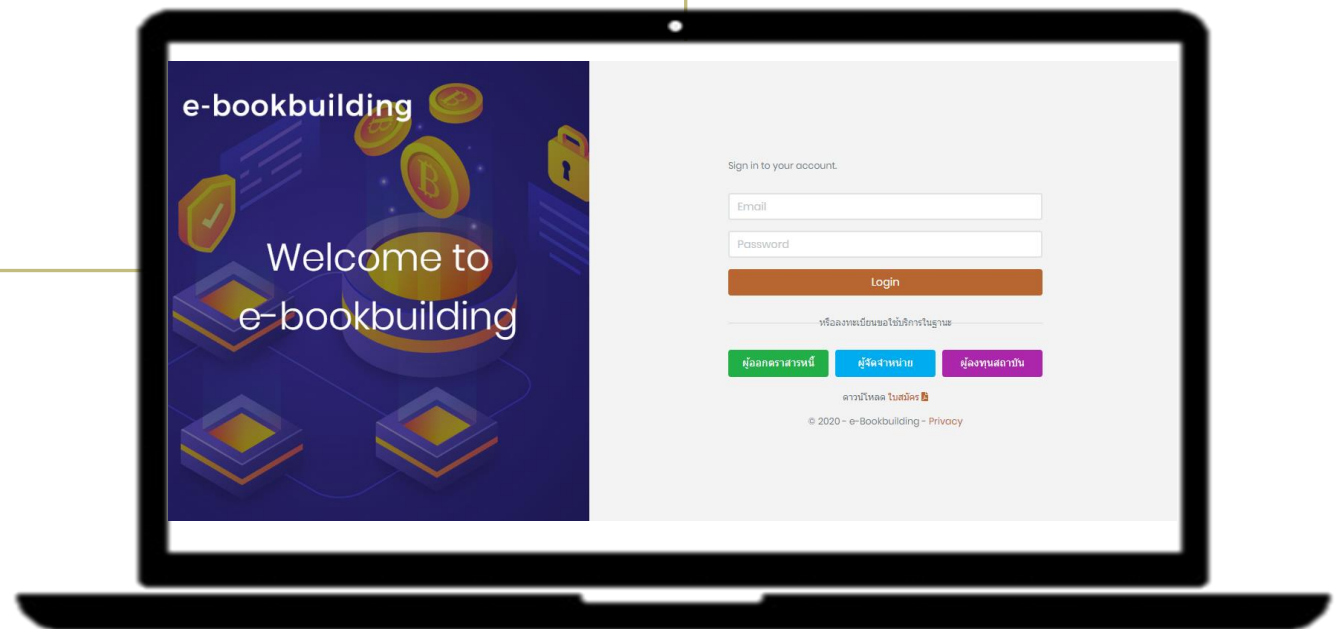 e-bookbuilding
Welcome to
e-bookbuilding
Sign in to your account.
Email
Password
Login
หรือลงทะเบียนขอใช้บริการในฐานะ
ผู้ออกตราสารหนี้
ผู้จัดจำหน่าย
ผู้ลงทุนสถาบัน
ดาวน์โหลด ใบสมัคร
© 2020 - e-Bookbuilding - Privacy